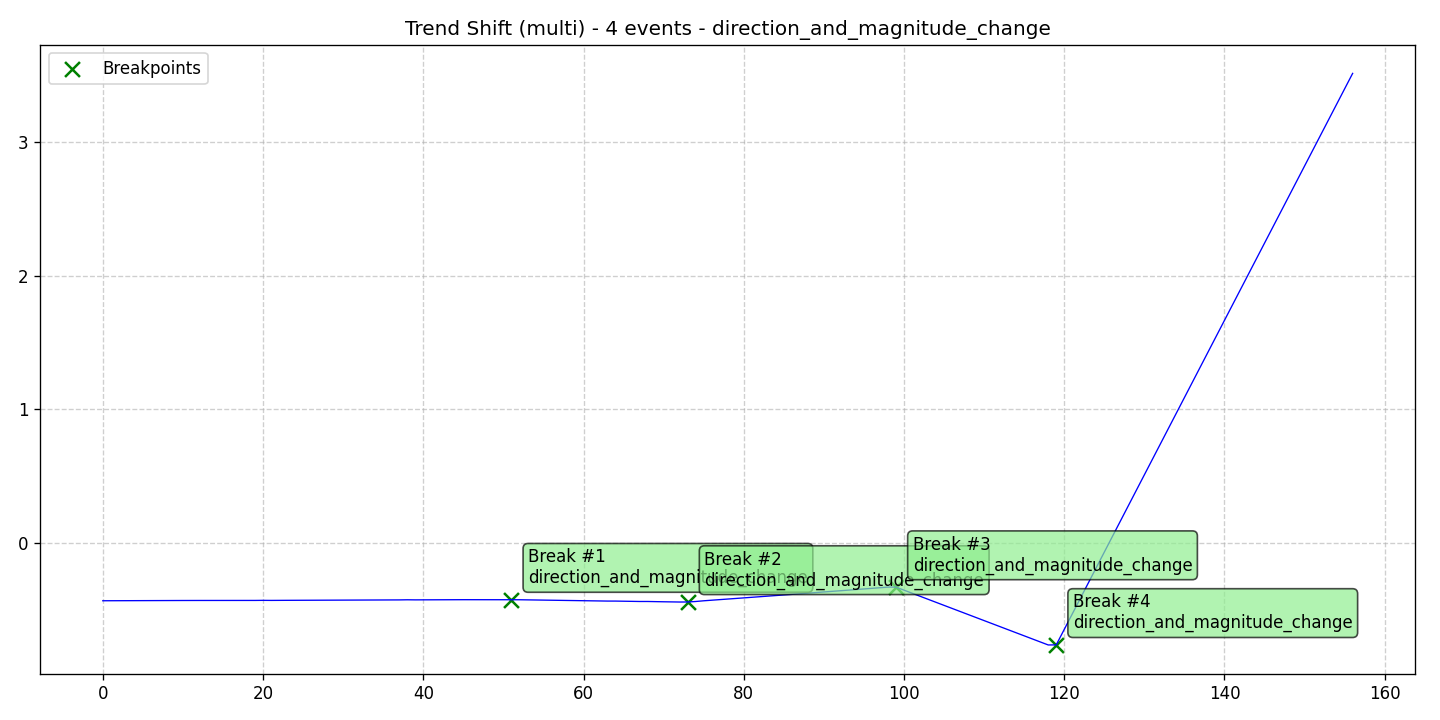 Trend Shift (multi) - 4 events - direction_and_magnitude_change
Breakpoints
3
2
1
0
Break #1
direction_and_magnitude_change
Break #2
direction_and_magnitude_change
Break #3
direction_and_magnitude_change
Break #4
direction_and_magnitude_change
0
20
40
60
80
100
120
140
160